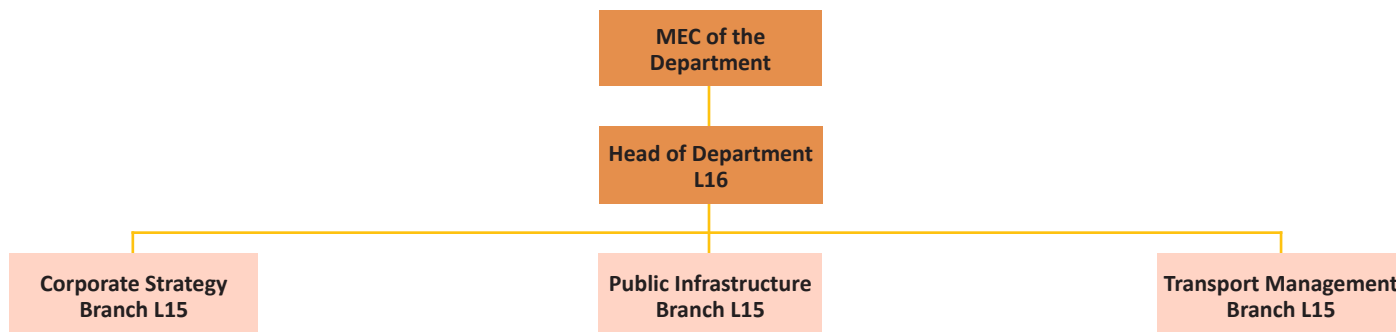 MEC of the
Department
Head of Department
L16
Corporate Strategy
Branch L15
Public Infrastructure
Branch L15
Transport Management
Branch L15